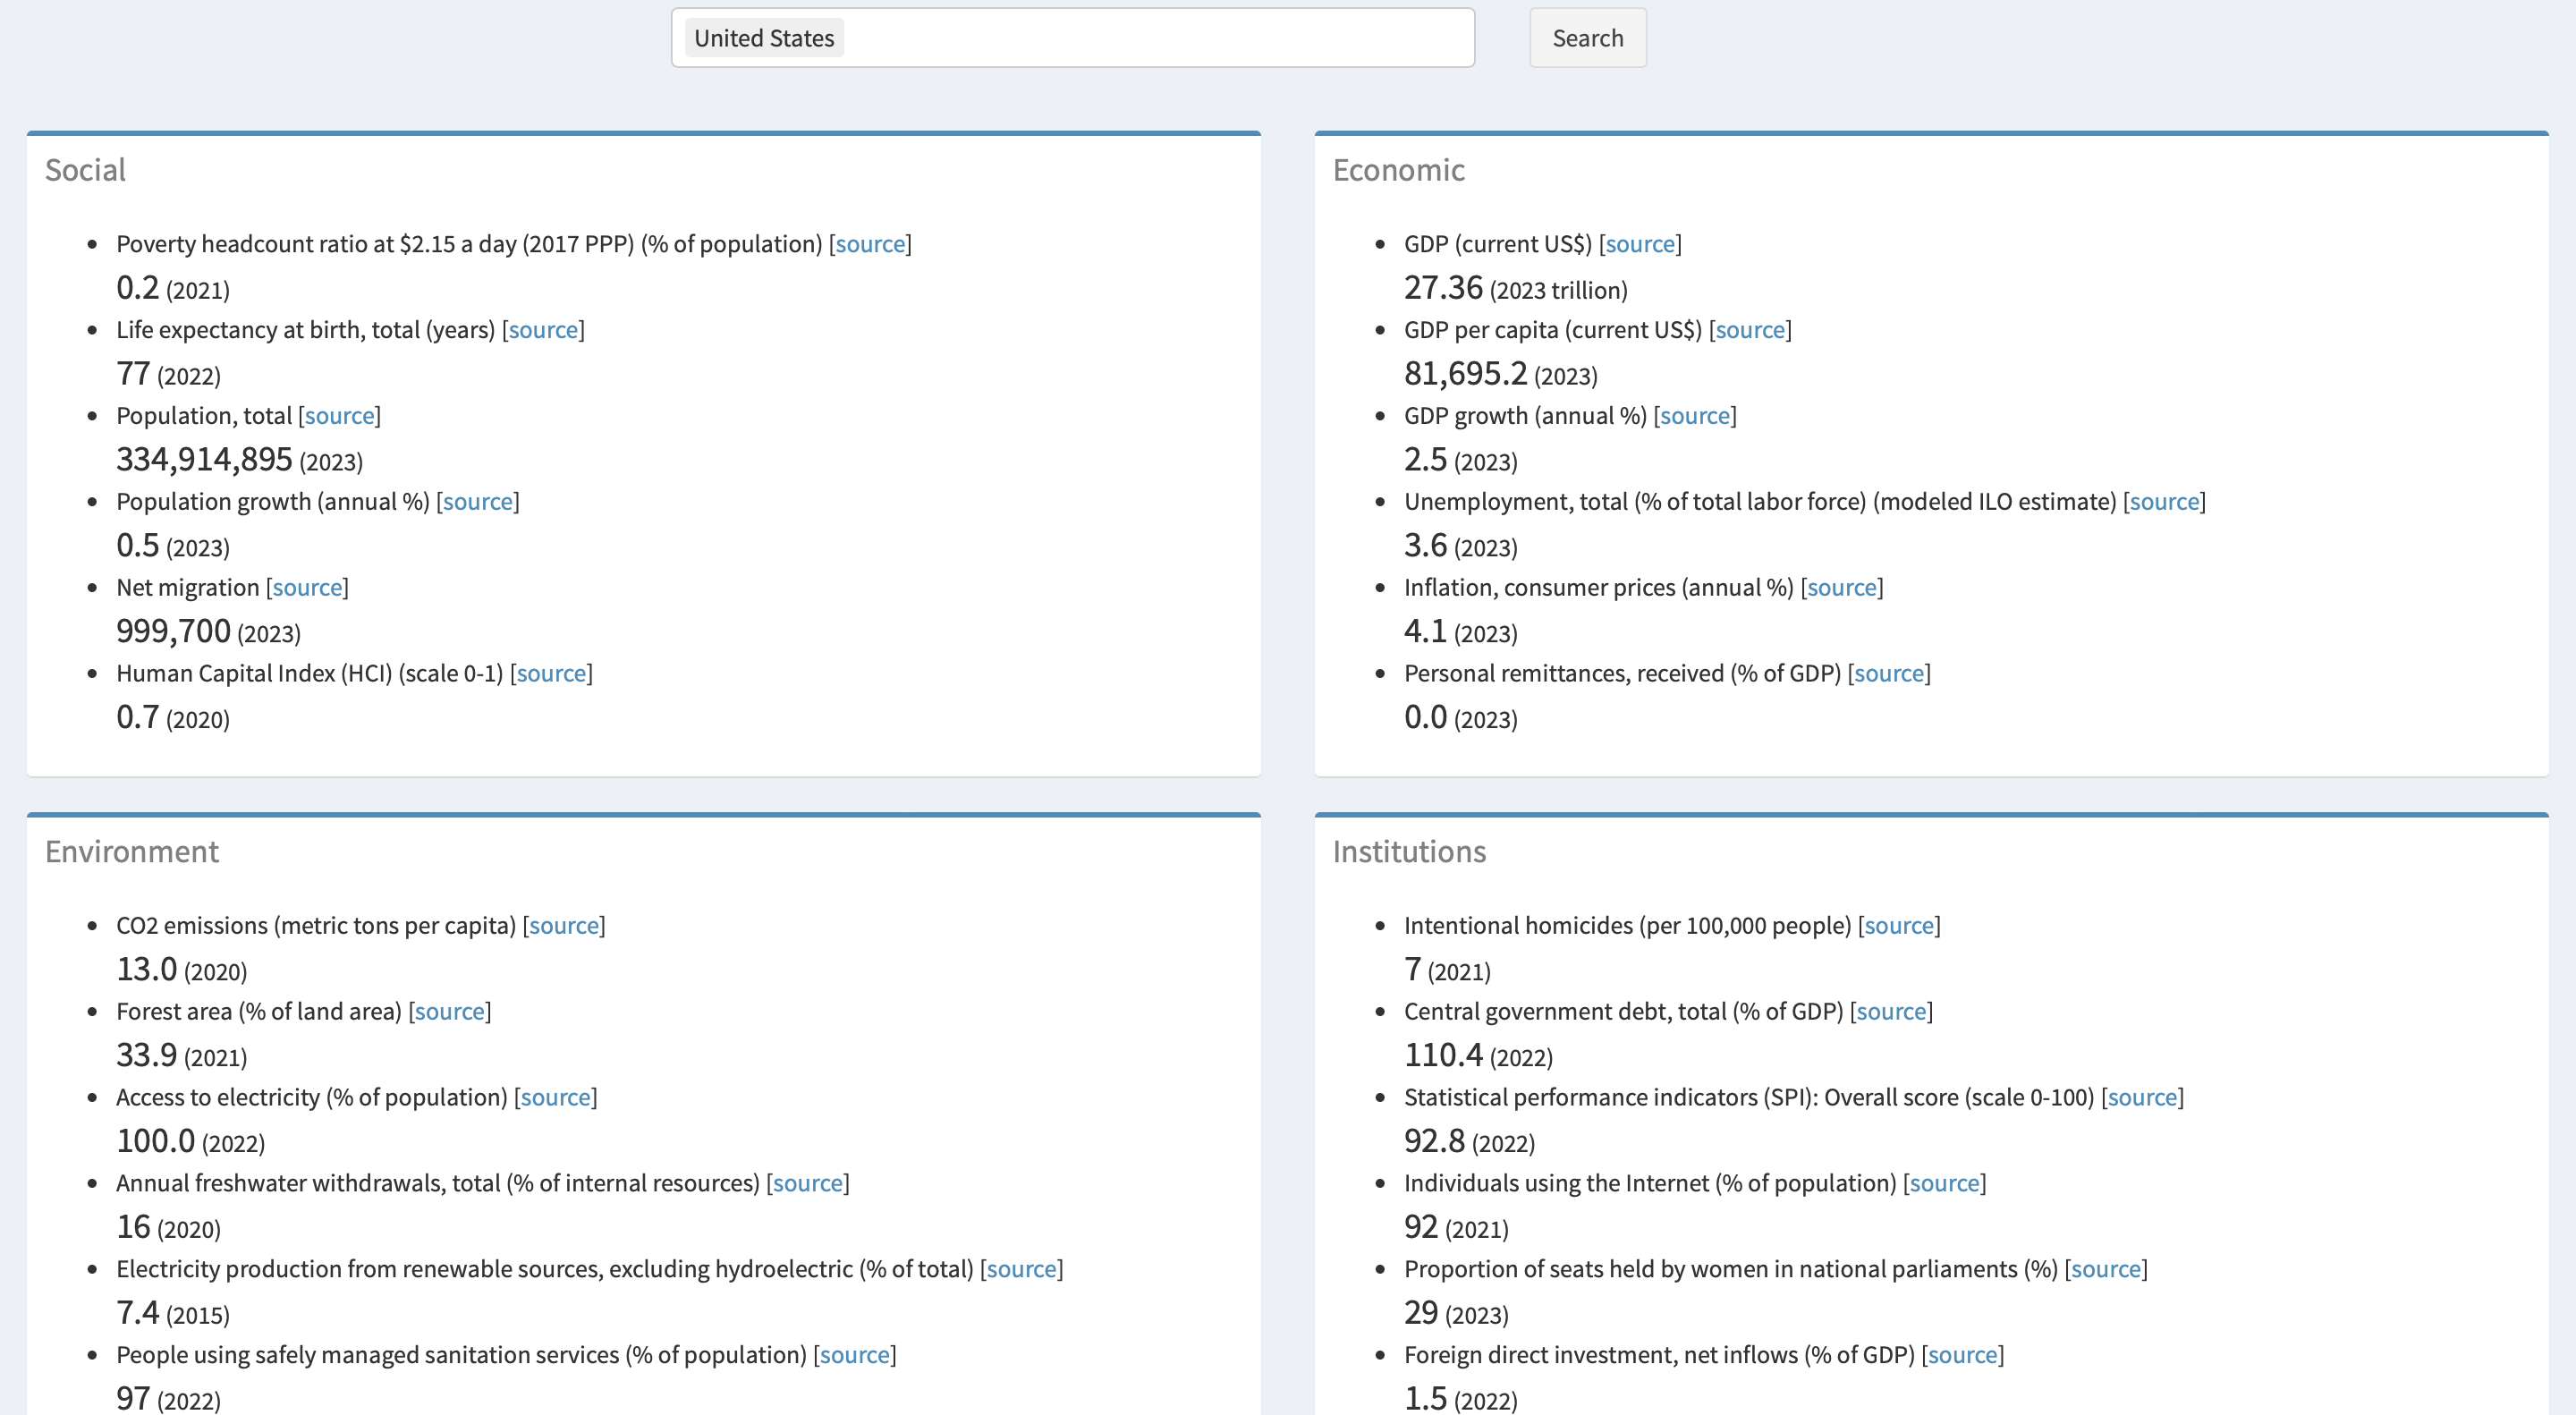 United States
Search
Social
Poverty headcount ratio at $2.15 a day (2017 PPP) (% of population) [source]
0.2 (2021)
Life expectancy at birth, total (years) [source]
77 (2022)
Population, total [source]
334,914,895 (2023)
Population growth (annual %) [source]
0.5 (2023)
Net migration [source]
999,700 (2023)
Human Capital Index (HCI) (scale 0-1) [source]
0.7 (2020)
Economic
GDP (current US$) [source]
27.36 (2023 trillion)
GDP per capita (current US$) [source]
81,695.2 (2023)
GDP growth (annual %) [source]
2.5 (2023)
Unemployment, total (% of total labor force) (modeled ILO estimate) [source]
3.6 (2023)
Inflation, consumer prices (annual %) [source]
4.1 (2023)
Personal remittances, received (% of GDP) [source]
0.0 (2023)
Environment
CO2 emissions (metric tons per capita) [source]
13.0 (2020)
Forest area (% of land area) [source]
33.9 (2021)
Access to electricity (% of population) [source]
100.0 (2022)
Annual freshwater withdrawals, total (% of internal resources) [source]
16 (2020)
Electricity production from renewable sources, excluding hydroelectric (% of total) [source]
7.4 (2015)
People using safely managed sanitation services (% of population) [source]
97 (2022)
Institutions
Intentional homicides (per 100,000 people) [source]
7 (2021)
Central government debt, total (% of GDP) [source]
110.4 (2022)
Statistical performance indicators (SPI): Overall score (scale 0-100) [source]
92.8 (2022)
Individuals using the Internet (% of population) [source]
92 (2021)
Proportion of seats held by women in national parliaments (%) [source]
29 (2023)
Foreign direct investment, net inflows (% of GDP) [source]
1.5 (2022)